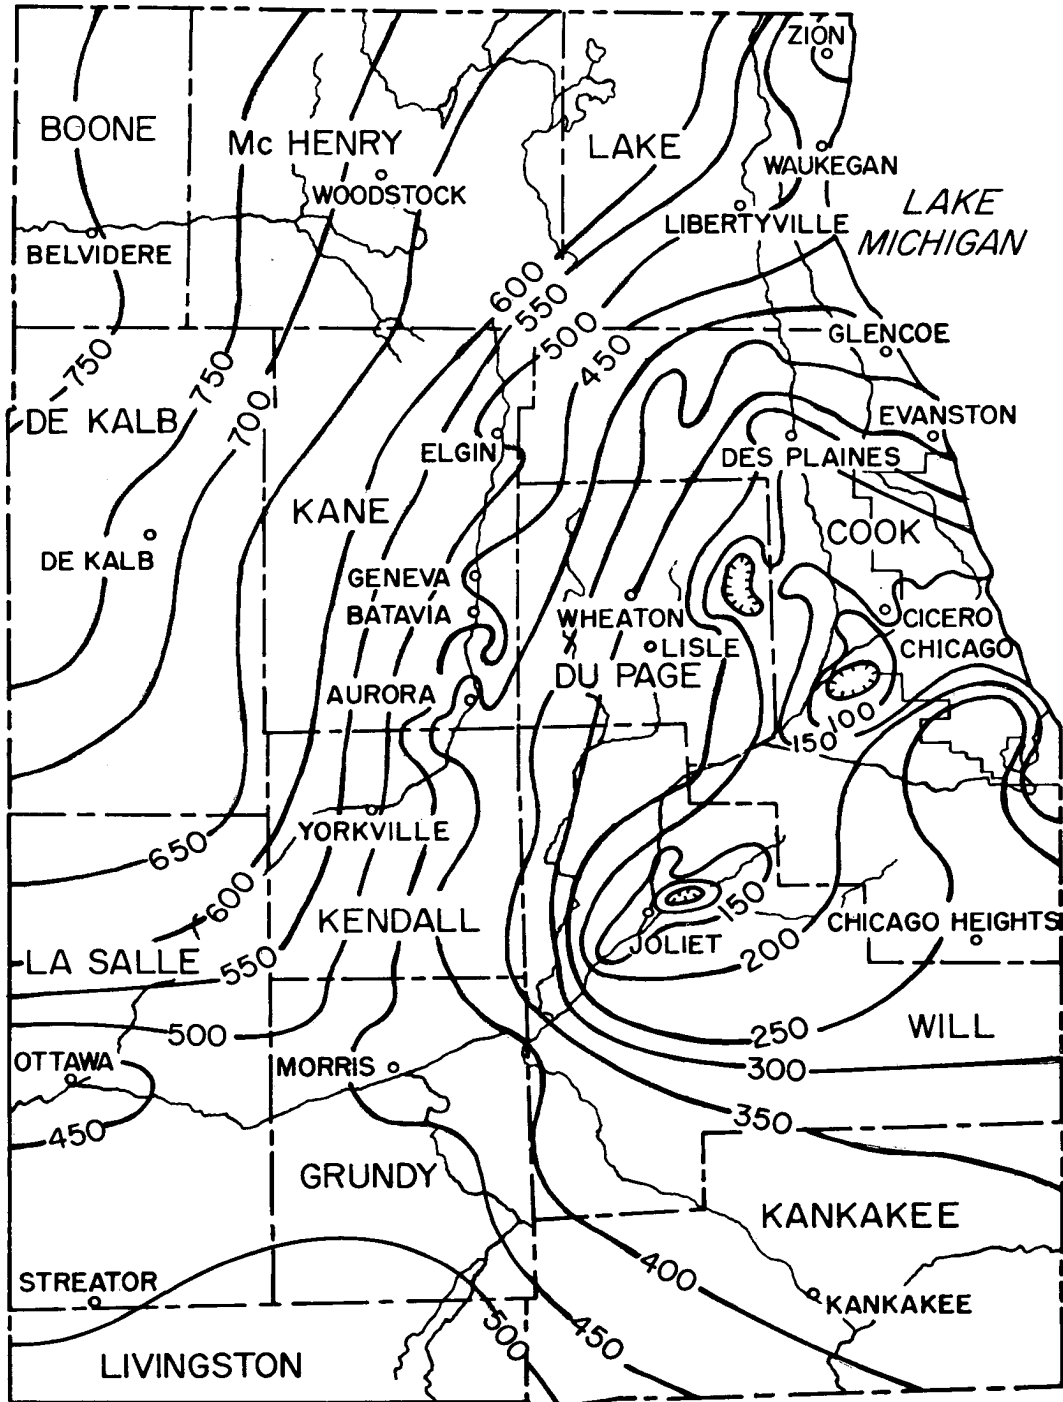 ZION
BOONE
Mc HENRY
LAKE
WAUKEGAN
WOODSTOCK
LAKE
MICHIGAN
LIBERTYVILLE
BELVIDERE
600
550
500
450
GLENCOE
750
750
700
DE KALB
EVANSTON
ELGIN
DES PLAINES
KANE
COOK
DE KALB
GENEVA
BATAVIA
WHEATON
CICERO
LISLE
CHICAGO
DU PAGE
AURORA
100
150
YORKVILLE
650
600
150
KENDALL
CHICAGO HEIGHTS
JOLIET
200
LA SALLE
550
500
250
WILL
OTTAWA
MORRIS
300
350
450
GRUNDY
KANKAKEE
400
STREATOR
KANKAKEE
450
500
LIVINGSTON